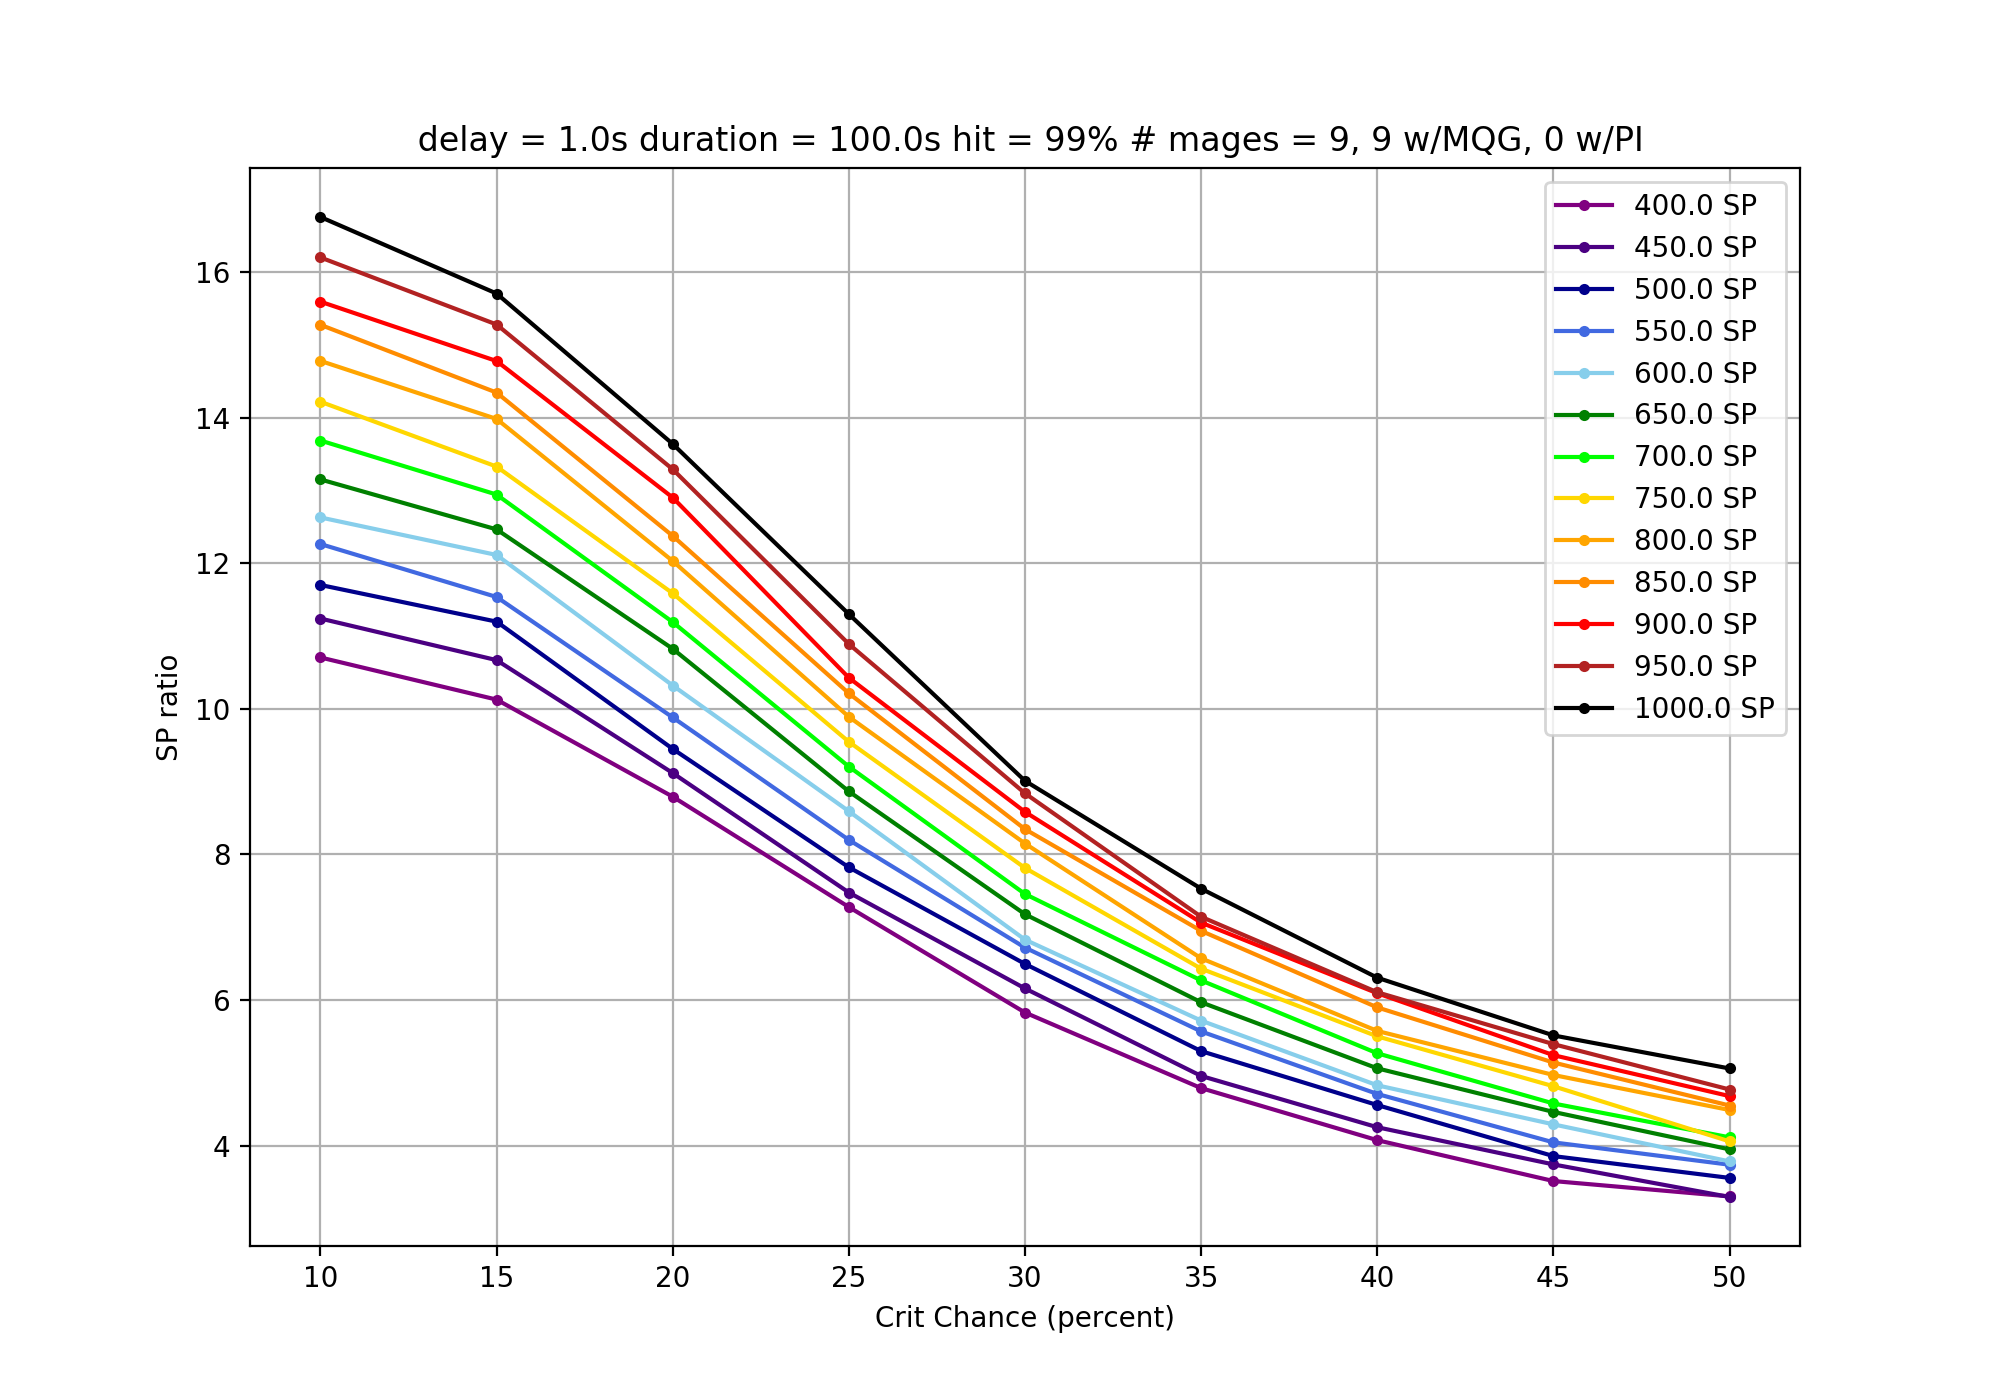 delay = 1.0s duration = 100.0s hit = 99% # mages = 9, 9 w/MQG, 0 w/PI
400.0 SP
450.0 SP
500.0 SP
550.0 SP
600.0 SP
650.0 SP
700.0 SP
750.0 SP
800.0 SP
850.0 SP
900.0 SP
950.0 SP
1000.0 SP
SP ratio
16
14
12
10
8
6
4
10 15 20 25 30 35 40 45 50
Crit Chance (percent)